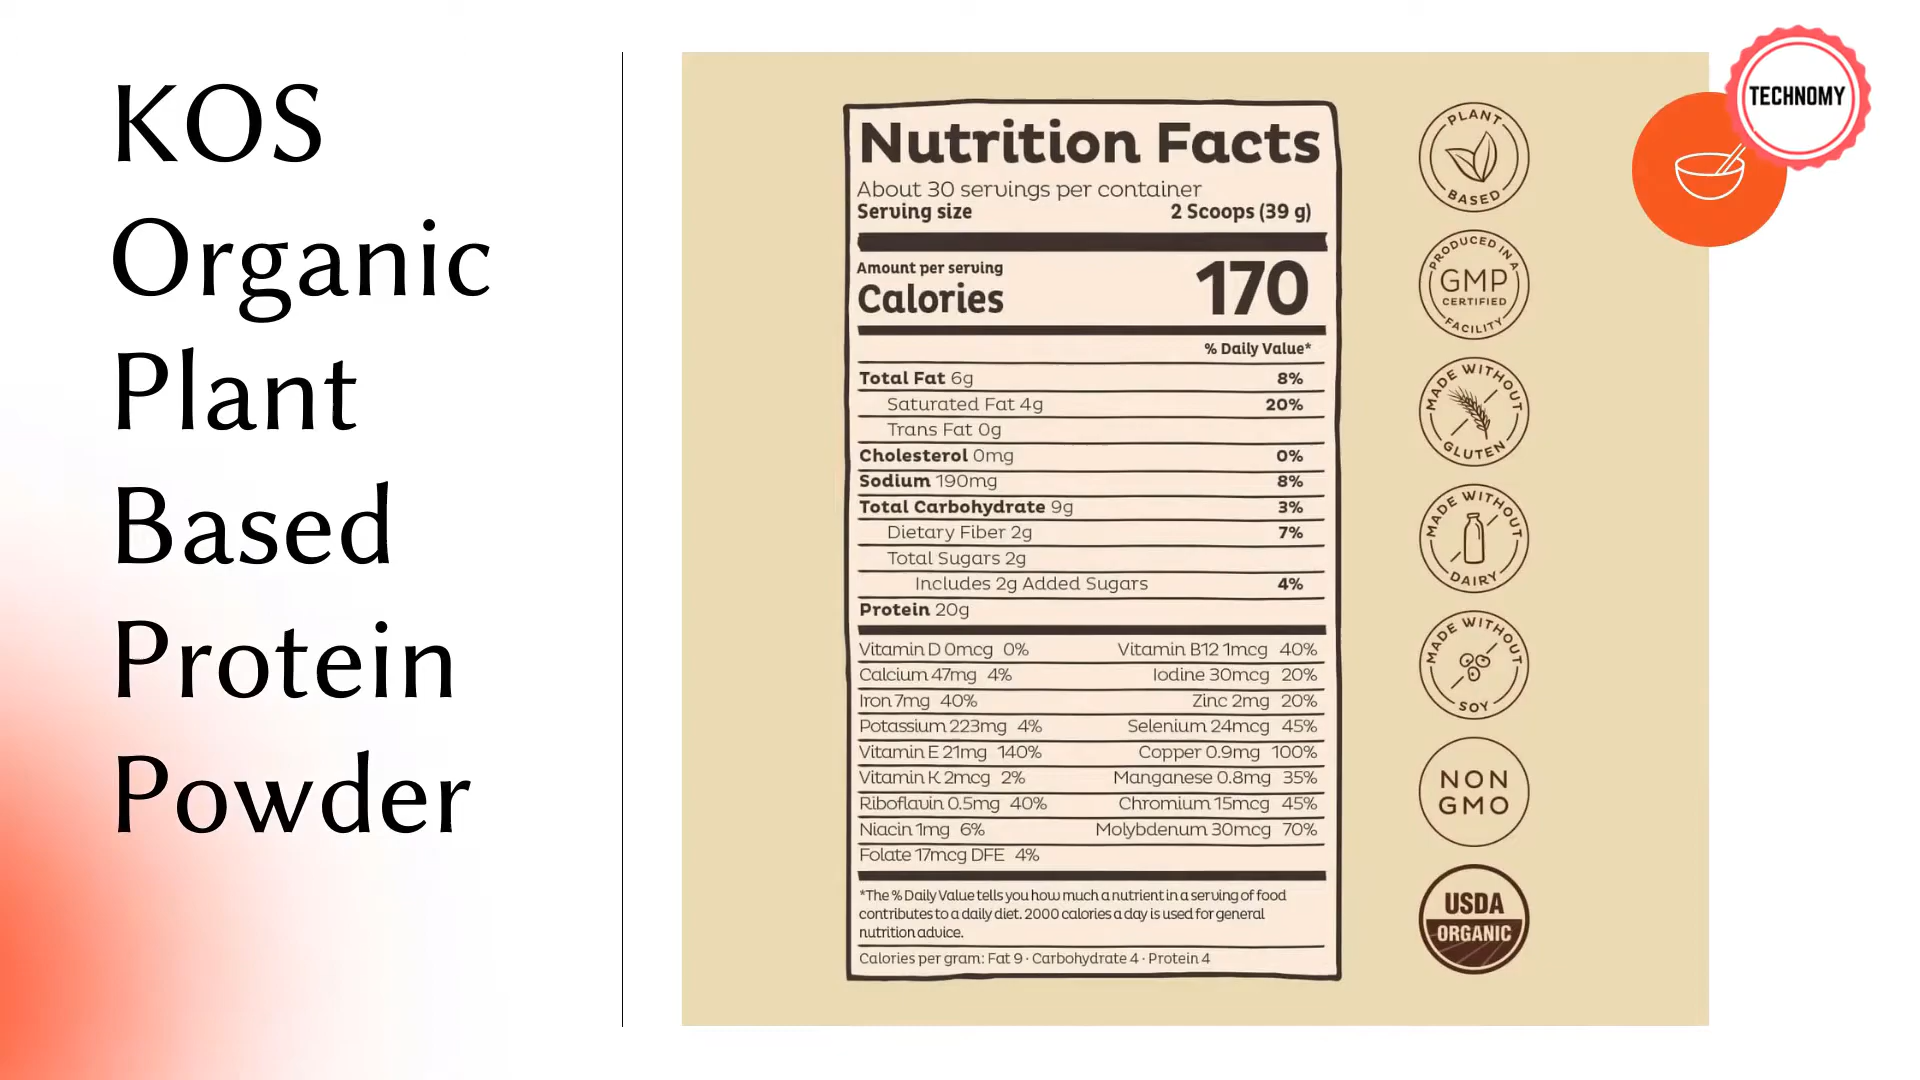 KOS
Organic
Plant
Based
Protein
Powder
Nutrition Facts
About 30 servings per container
Serving size 2 Scoops (39 g)
Amount per serving
Calories 170
% Daily Value*
Total Fat 6g 8%
Saturated Fat 4g 20%
Trans Fat 0g
Cholesterol 0mg 0%
Sodium 190mg 8%
Total Carbohydrate 9g 3%
Dietary Fiber 2g 7%
Total Sugars 2g
Includes 2g Added Sugars 4%
Protein 20g
Vitamin D 0mcg 0% Vitamin B12 1mcg 40%
Calcium 47mg 4% Iodine 30mcg 20%
Iron 7mg 40% Zinc 2mg 20%
Potassium 223mg 4% Selenium 24mcg 45%
Vitamin E 21mg 140% Copper 0.9mg 100%
Vitamin K 2mcg 2% Manganese 0.8mg 35%
Riboflavin 0.5mg 40% Chromium 15mcg 45%
Niacin 1mg 6% Molybdenum 30mcg 70%
Folate 17mcg DFE 4%
*The % Daily Value tells you how much a nutrient in a serving of food
contributes to a daily diet. 2000 calories a day is used for general
nutrition advice.
Calories per gram: Fat 9 · Carbohydrate 4 · Protein 4
PLANT
BASED
PRODUCED IN A
GMP
CERTIFIED
FACILITY
MADE WITHOUT
GLUTEN
MADE WITHOUT
DAIRY
MADE WITHOUT
SOY
NON
GMO
USDA
ORGANIC
TECHNOMY